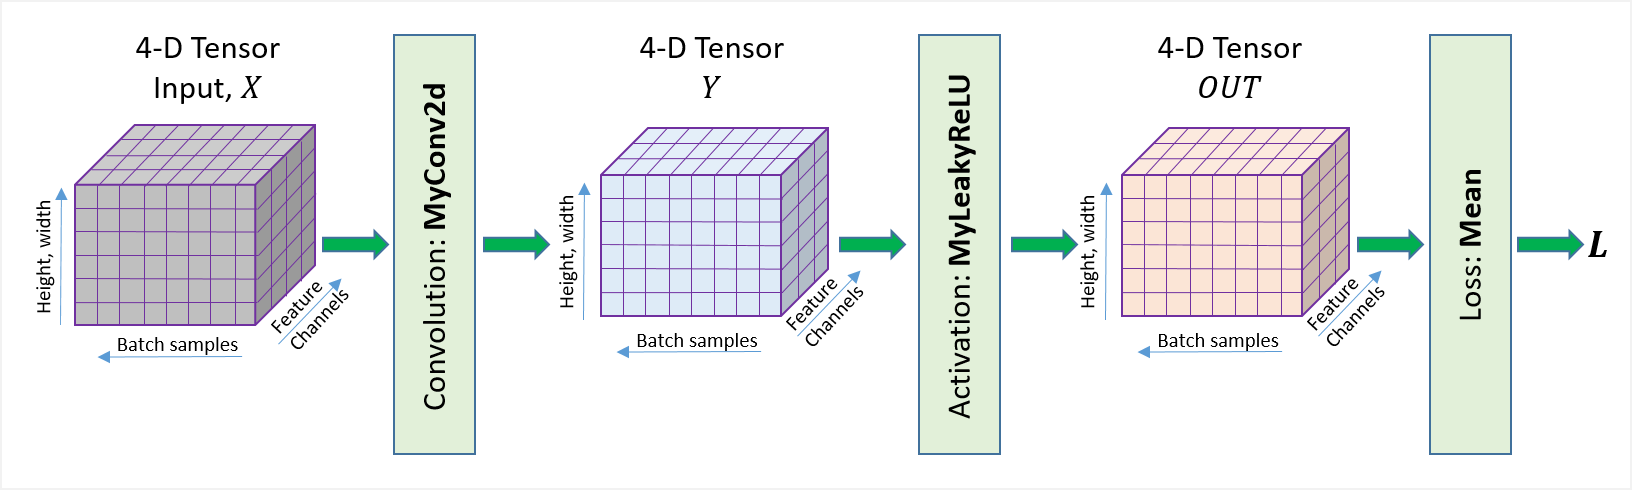 4-D Tensor
Input, X
Height, width
Batch samples
Feature
Channels
Convolution: MyConv2d
4-D Tensor
Y
Height, width
Batch samples
Feature
Channels
Activation: MyLeakyReLU
4-D Tensor
OUT
Height, width
Batch samples
Feature
Channels
Loss: Mean
L